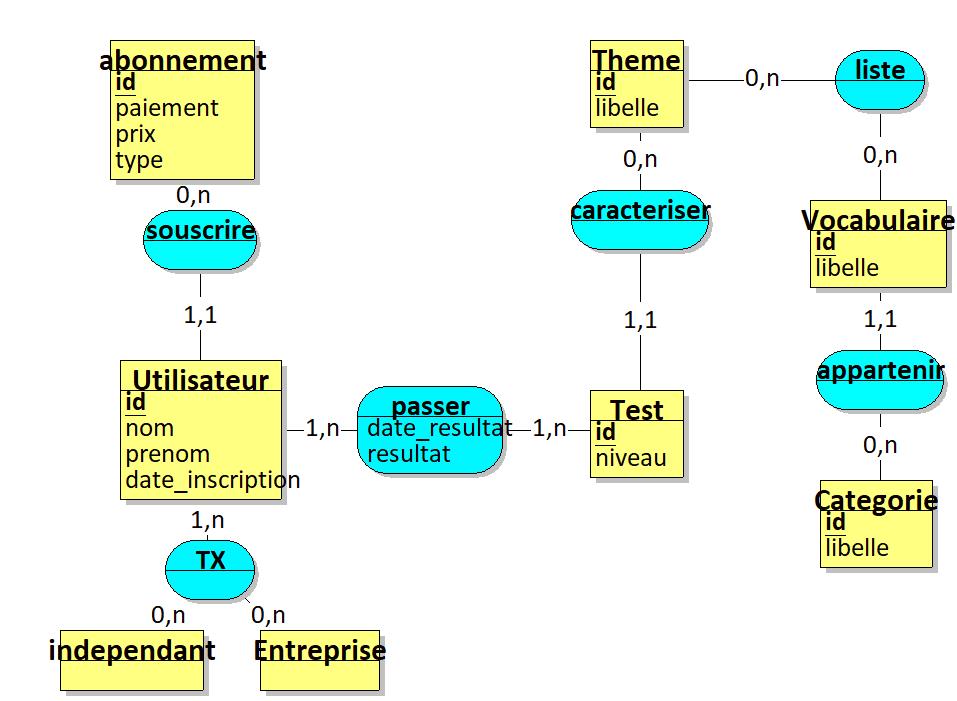 abonnement
id
paiement
prix
type
0,n
souscrire
1,1
Utilisateur
id
nom
prenom
date_inscription
1,n
passer
date_resultat
resultat
1,n
Test
id
niveau
1,n
TX
0,n
0,n
independant
Entreprise
Theme
id
libelle
0,n
liste
0,n
caracteriser
1,1
0,n
Vocabulaire
id
libelle
1,1
appartenir
0,n
Categorie
id
libelle